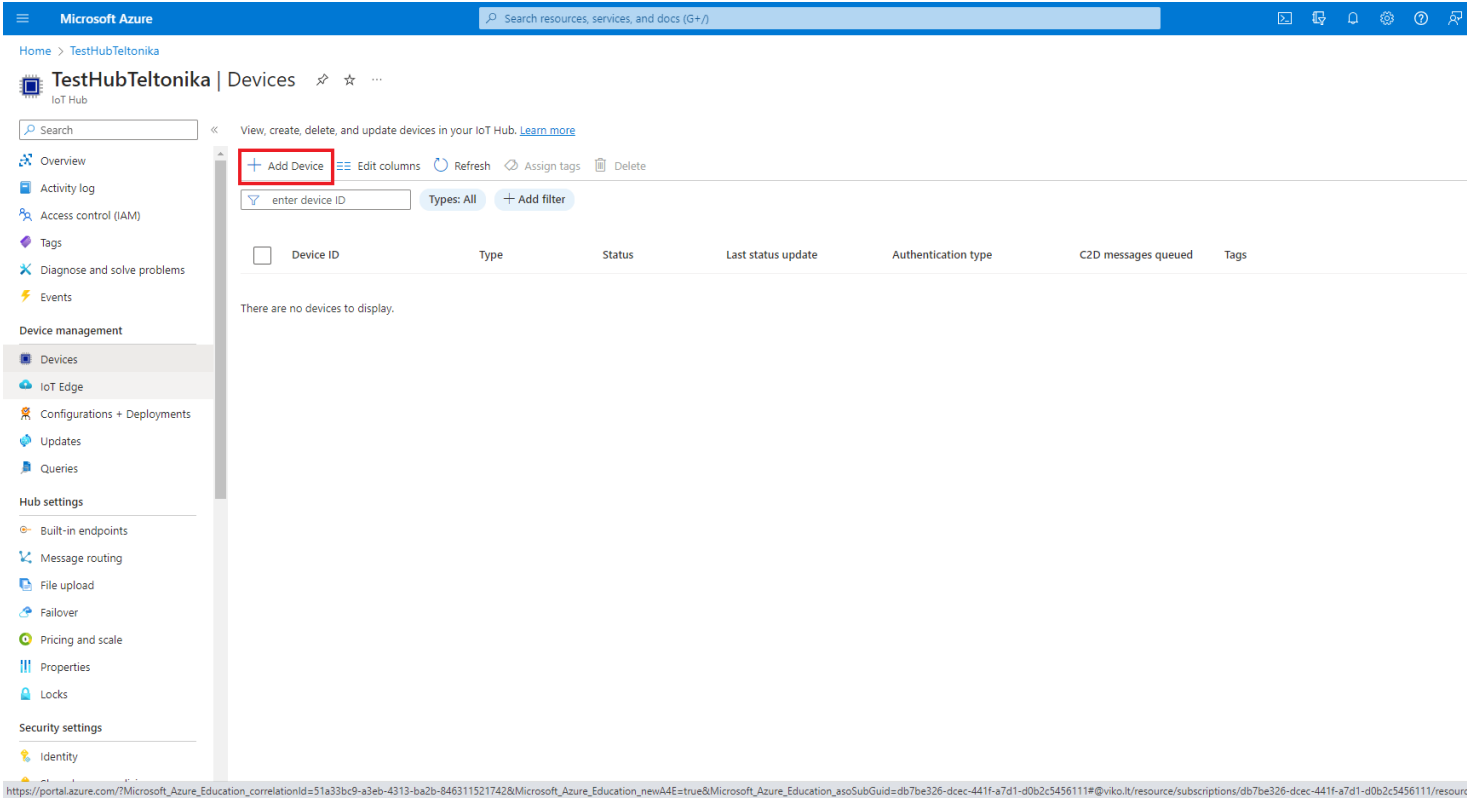 Microsoft Azure
Search resources, services, and docs (G+/)
Home > TestHubTeltonika
TestHubTeltonika | Devices
IoT Hub
Search
View, create, delete, and update devices in your IoT Hub. Learn more
Overview
Activity log
Access control (IAM)
Tags
Diagnose and solve problems
Events
Device management
Devices
IoT Edge
Configurations + Deployments
Updates
Queries
Hub settings
Built-in endpoints
Message routing
File upload
Failover
Pricing and scale
Properties
Locks
Security settings
Identity
Add Device Edit columns Refresh Assign tags Delete
enter device ID Types: All Add filter
Device ID Type Status Last status update Authentication type C2D messages queued Tags
There are no devices to display.
https://portal.azure.com/?Microsoft_Azure_Education_correlationId=51a33bc9-a3eb-4313-ba2b-846311521742&Microsoft_Azure_Education_newA4E=true&Microsoft_Azure_Education_asoSubGuid=db7be326-dcec-441f-a7d1-d0b2c5456111#@viko.lt/resource/subscriptions/db7be326-dcec-441f-a7d1-d0b2c5456111/resourc